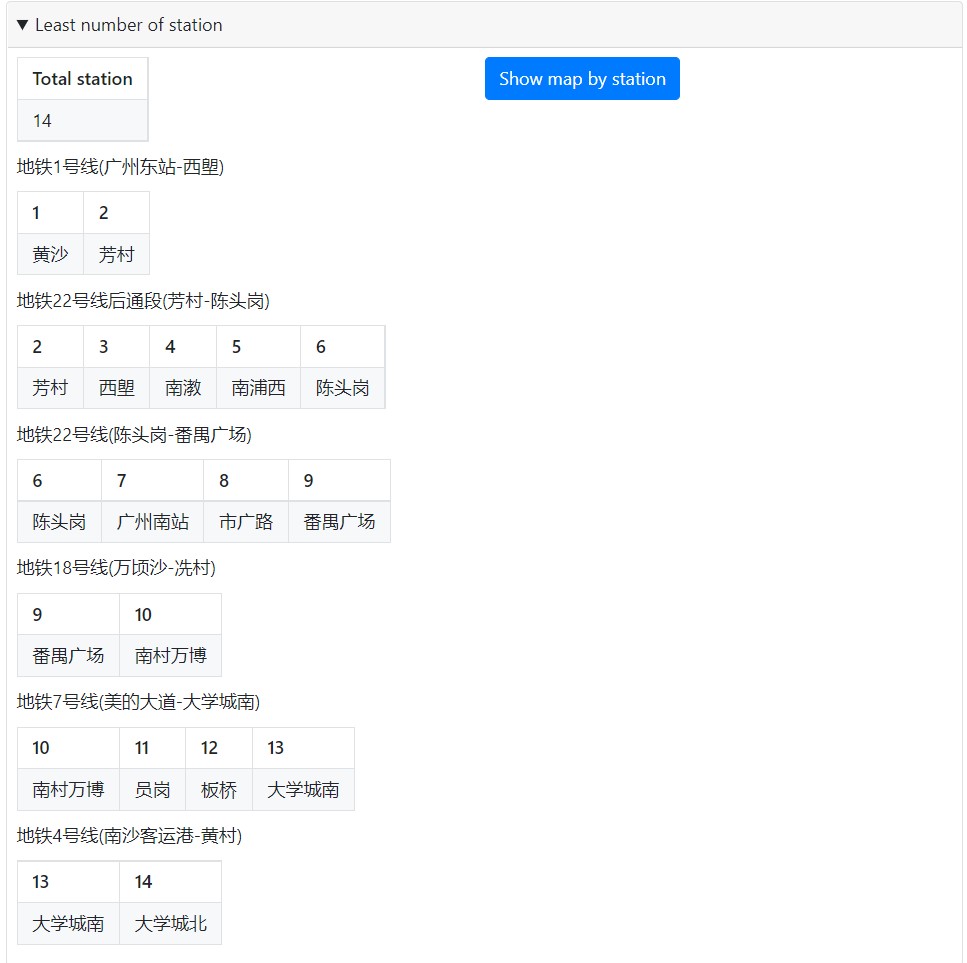 ▼ Least number of station
Total station
Show map by station
14
地铁1号线(广州东站-西塱)
1 2
黄沙 芳村
地铁22号线后通段(芳村-陈头岗)
2 3 4 5 6
芳村 西塱 南漖 南浦西 陈头岗
地铁22号线(陈头岗-番禺广场)
6 7 8 9
陈头岗 广州南站 市广路 番禺广场
地铁18号线(万顷沙-冼村)
9 10
番禺广场 南村万博
地铁7号线(美的大道-大学城南)
10 11 12 13
南村万博 员岗 板桥 大学城南
地铁4号线(南沙客运港-黄村)
13 14
大学城南 大学城北